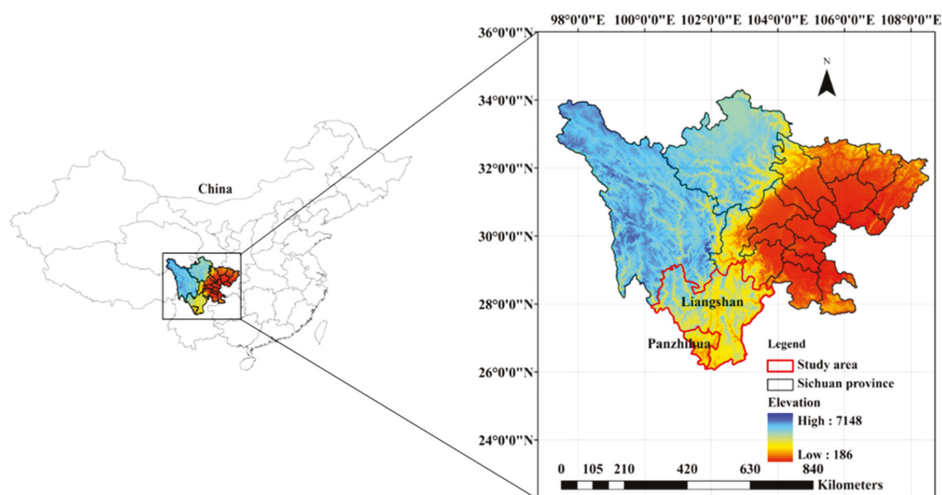 98°0'0"E 100°0'0"E 102°0'0"E 104°0'0"E 106°0'0"E 108°0'0"E
36°0'0"N
N
34°0'0"N
32°0'0"N
China
30°0'0"N
28°0'0"N
Liangshan
Panzhihua
Legend
Study area
26°0'0"N
Sichuan province
Elevation
High : 7148
24°0'0"N
Low : 186
0 105 210 420 630 840
Kilometers